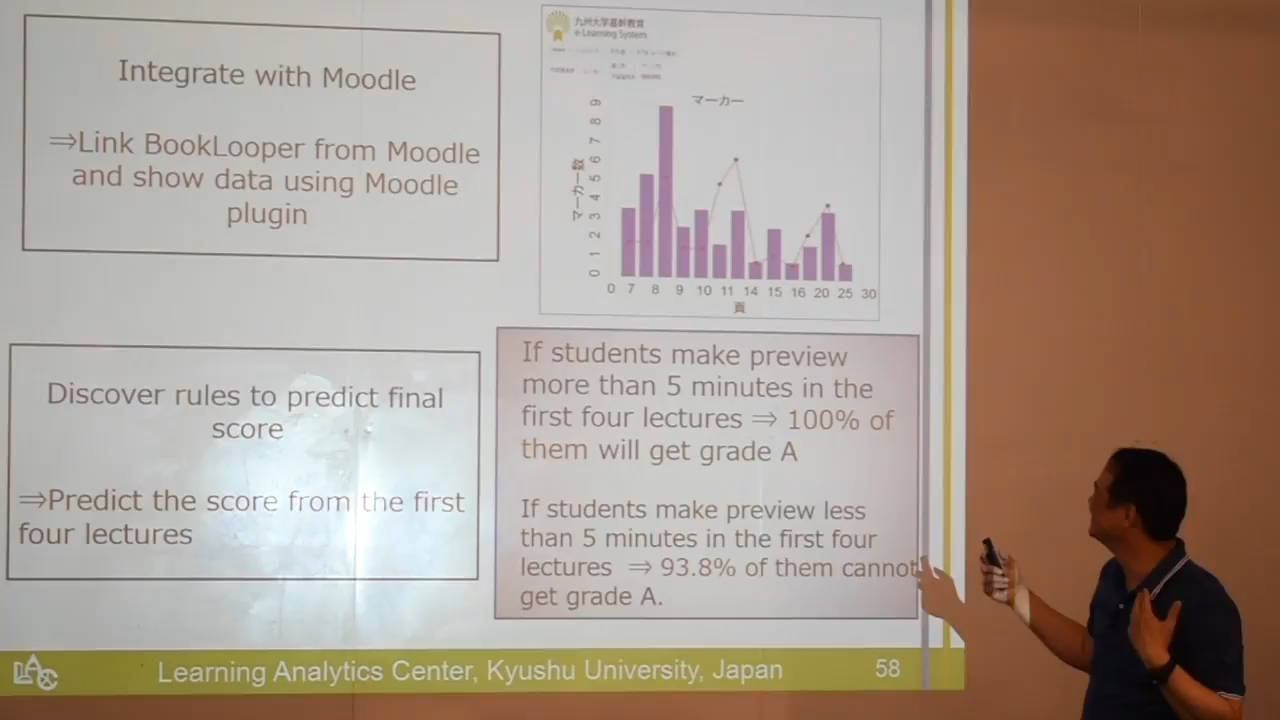 Integrate with Moodle
⇒Link BookLooper from Moodle
and show data using Moodle
plugin
九州大学基幹教育
e-Learning System
マーカー
マーカー数
9
8
7
6
5
4
3
2
1
0
0 7 8 9 10 11 14 15 16 20 25 30
頁
Discover rules to predict final
score
⇒Predict the score from the first
four lectures
If students make preview
more than 5 minutes in the
first four lectures ⇒ 100% of
them will get grade A
If students make preview less
than 5 minutes in the first four
lectures ⇒ 93.8% of them cannot
get grade A.
LAC
Learning Analytics Center, Kyushu University, Japan
58